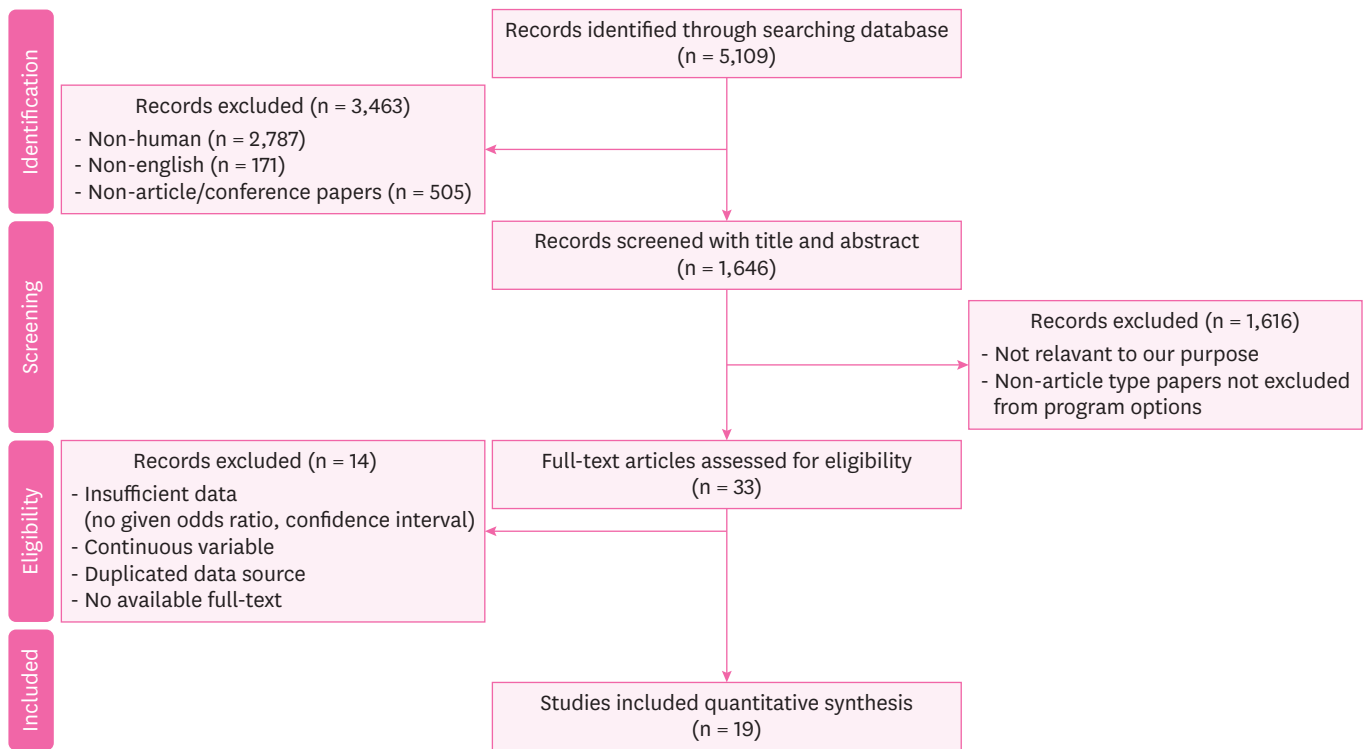 Identification
Records identified through searching database
(n = 5,109)
Records excluded (n = 3,463)
- Non-human (n = 2,787)
- Non-english (n = 171)
- Non-article/conference papers (n = 505)
Screening
Records screened with title and abstract
(n = 1,646)
Records excluded (n = 1,616)
- Not relavant to our purpose
- Non-article type papers not excluded
from program options
Eligibility
Full-text articles assessed for eligibility
(n = 33)
Records excluded (n = 14)
- Insufficient data
(no given odds ratio, confidence interval)
- Continuous variable
- Duplicated data source
- No available full-text
Included
Studies included quantitative synthesis
(n = 19)